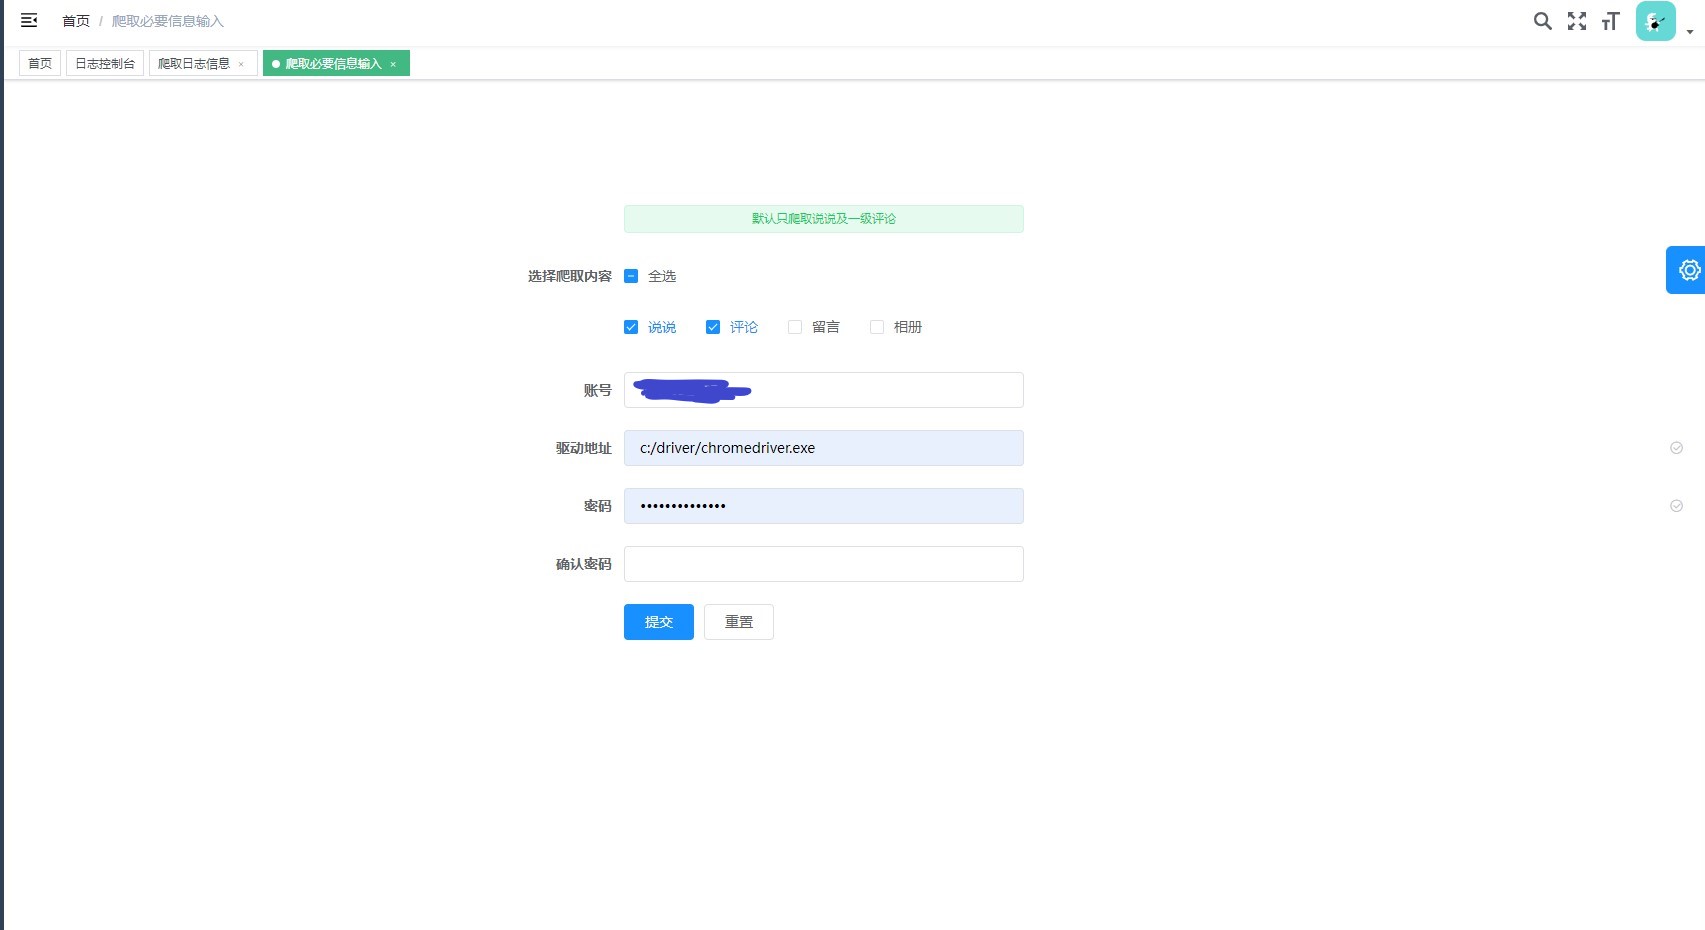 首页 / 爬取必要信息输入
首页 日志控制台 爬取日志信息 × 爬取必要信息输入 ×
默认只爬取说说及一级评论
选择爬取内容 全选
说说 评论 留言 相册
账号
驱动地址 c:/driver/chromedriver.exe
密码 ••••••••••••••
确认密码
提交 重置